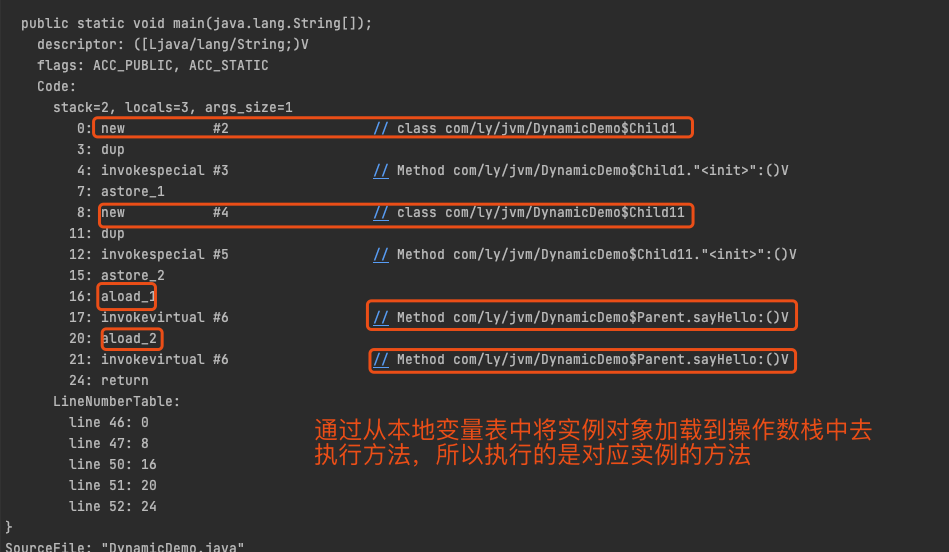 public static void main(java.lang.String[]);
descriptor: ([Ljava/lang/String;)V
flags: ACC_PUBLIC, ACC_STATIC
Code:
stack=2, locals=3, args_size=1
0: new #2 // class com/ly/jvm/DynamicDemo$Child1
3: dup
4: invokespecial #3 // Method com/ly/jvm/DynamicDemo$Child1."<init>":()V
7: astore_1
8: new #4 // class com/ly/jvm/DynamicDemo$Child11
11: dup
12: invokespecial #5 // Method com/ly/jvm/DynamicDemo$Child11."<init>":()V
15: astore_2
16: aload_1
17: invokevirtual #6 // Method com/ly/jvm/DynamicDemo$Parent.sayHello:()V
20: aload_2
21: invokevirtual #6 // Method com/ly/jvm/DynamicDemo$Parent.sayHello:()V
24: return
LineNumberTable:
line 46: 0
line 47: 8
line 50: 16
line 51: 20
line 52: 24
通过从本地变量表中将实例对象加载到操作数栈中去
执行方法，所以执行的是对应实例的方法
}
SourceFile: "DynamicDemo.java"